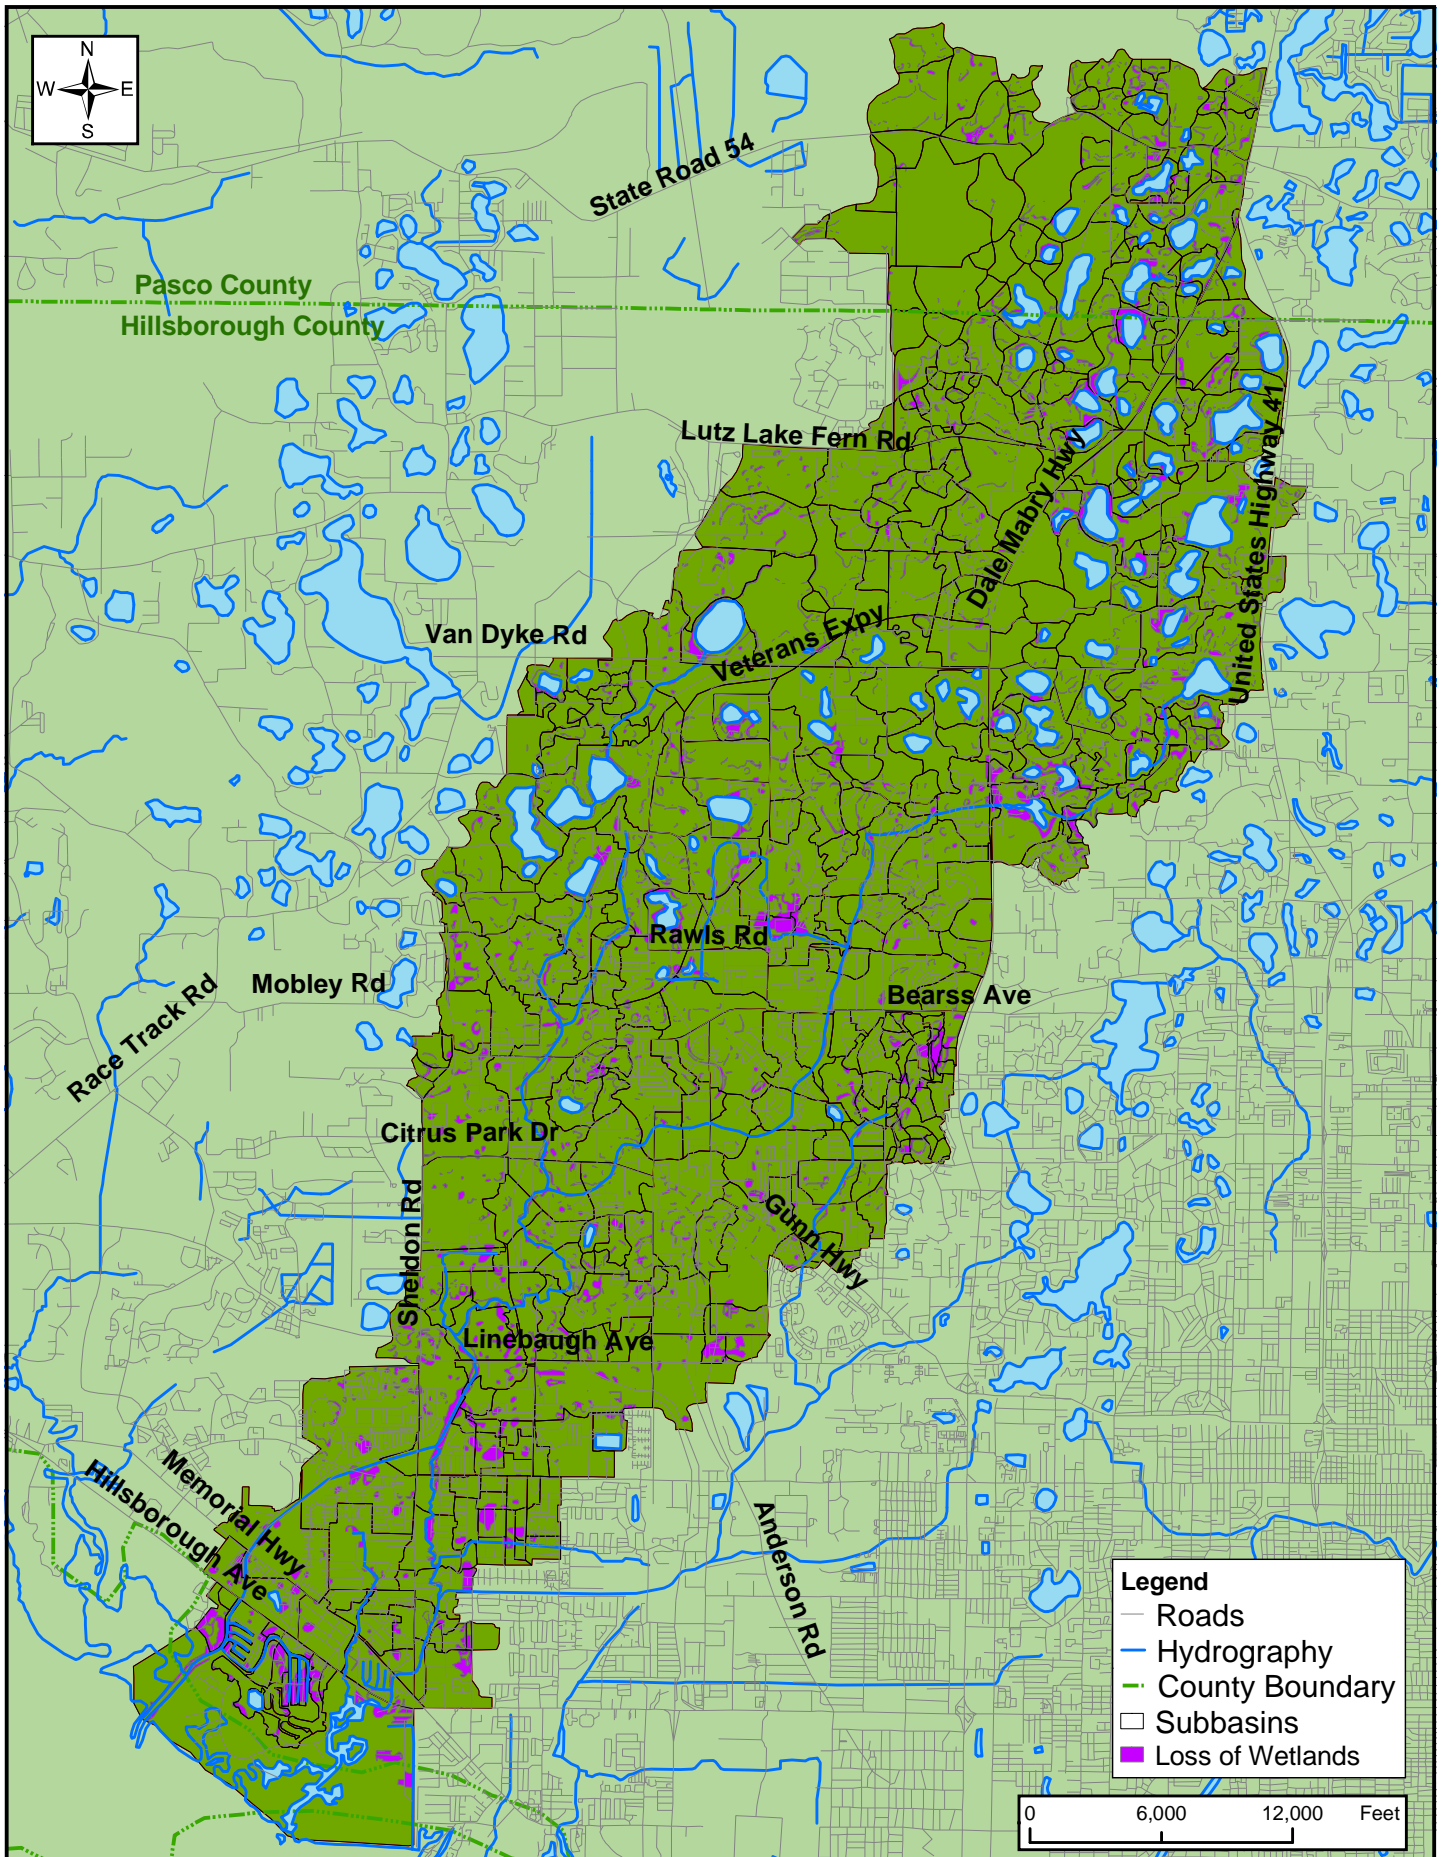 N
W E
S
State Road 54
Pasco County
Hillsborough County
Lutz Lake Fern Rd
Dale Mabry Hwy
United States Highway 41
Van Dyke Rd
Veterans Expy
Rawls Rd
Mobley Rd
Bearss Ave
Race Track Rd
Citrus Park Dr
Sheldon Rd
Gunn Hwy
Linebaugh Ave
Memorial Hwy
Hillsborough Ave
Anderson Rd
Legend
Roads
Hydrography
County Boundary
Subbasins
Loss of Wetlands
0 6,000 12,000 Feet